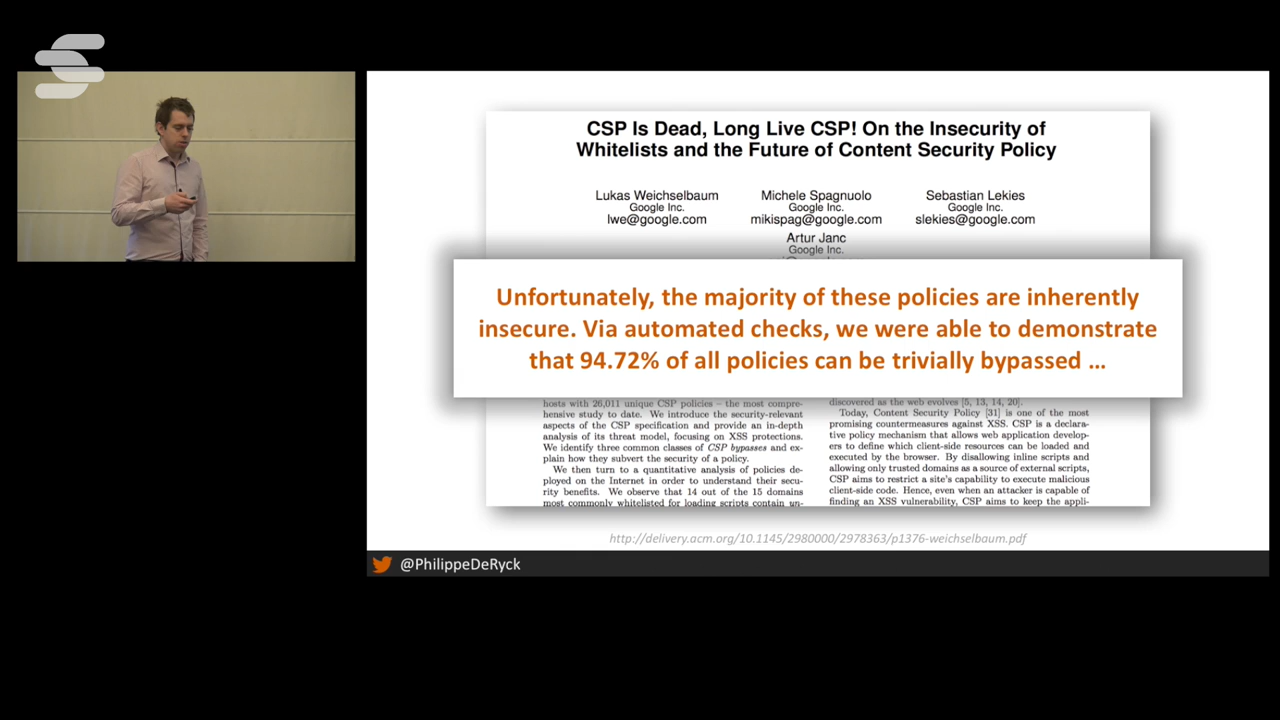 CSP Is Dead, Long Live CSP! On the Insecurity of
Whitelists and the Future of Content Security Policy
Lukas Weichselbaum
Google Inc.
lwe@google.com
Michele Spagnuolo
Google Inc.
mikispag@google.com
Sebastian Lekies
Google Inc.
slekies@google.com
Artur Janc
Google Inc.
Unfortunately, the majority of these policies are inherently
insecure. Via automated checks, we were able to demonstrate
that 94.72% of all policies can be trivially bypassed ...
hosts with 26,011 unique CSP policies – the most compre-
hensive study to date. We introduce the security-relevant
aspects of the CSP specification and provide an in-depth
analysis of its threat model, focusing on XSS protections.
We identify three common classes of CSP bypasses and ex-
plain how they subvert the security of a policy.
We then turn to a quantitative analysis of policies de-
ployed on the Internet in order to understand their secu-
rity benefits. We observe that 14 out of the 15 domains
most commonly whitelisted for loading scripts contain un-
discovered as the web evolves [5, 13, 14, 20].
Today, Content Security Policy [31] is one of the most
promising countermeasures against XSS. CSP is a declara-
tive policy mechanism that allows web application develop-
ers to define which client-side resources can be loaded and
executed by the browser. By disallowing inline scripts and
allowing only trusted domains as a source of external scripts,
CSP aims to restrict a site's capability to execute malicious
client-side code. Hence, even when an attacker is capable of
finding an XSS vulnerability, CSP aims to keep the appli-
http://delivery.acm.org/10.1145/2980000/2978363/p1376-weichselbaum.pdf
@PhilippeDeRyck